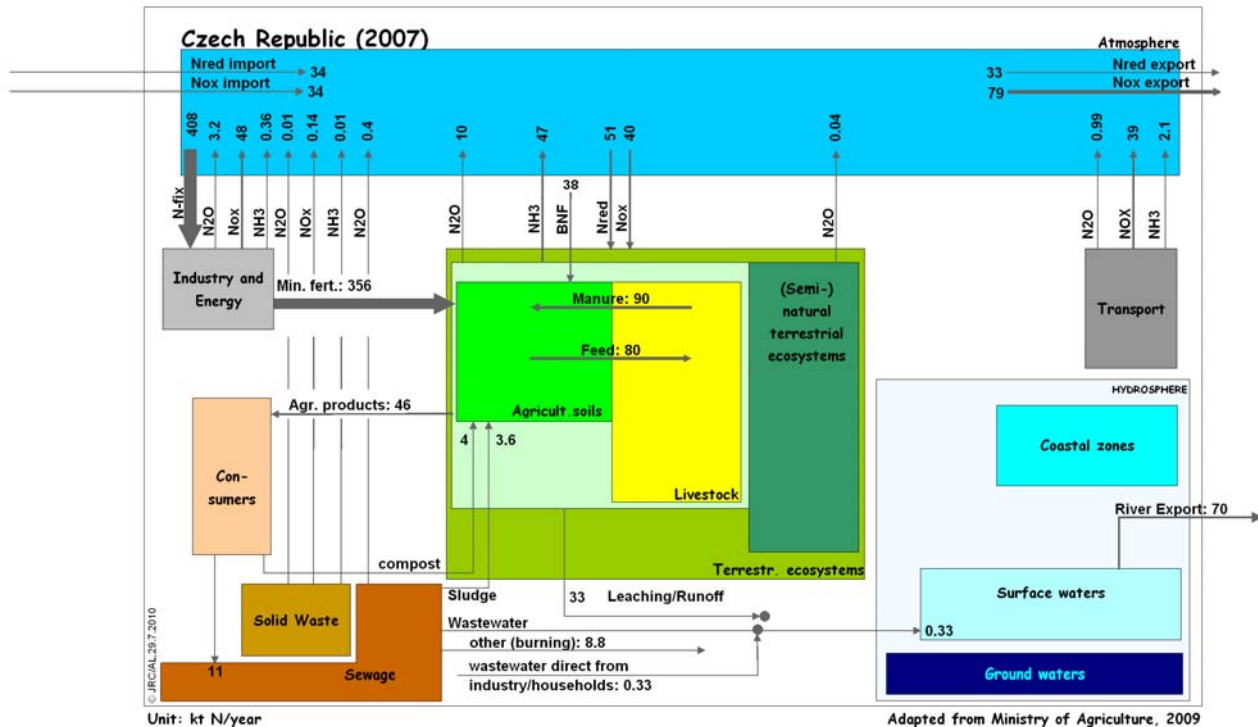 Czech Republic (2007)
Atmosphere
Nred import
34
Nox import
34
33
Nred export
79
Nox export
408
3.2
48
0.36
0.01
0.14
0.01
0.4
10
47
51
40
0.04
0.99
39
2.1
38
N-fix
N2O
Nox
NH3
N2O
NOx
NH3
N2O
N2O
NH3
BNF
Nred
Nox
N2O
N2O
NOX
NH3
Industry and
Energy
Min. fert.: 356
Manure: 90
Feed: 80
(Semi-)
natural
terrestrial
ecosystems
Transport
HYDROSPHERE
Agr. products: 46
Agricult.soils
4
3.6
Coastal zones
Con-
sumers
Livestock
River Export: 70
compost
Terrestr. ecosystems
Sludge
33
Leaching/Runoff
Surface waters
Solid Waste
Wastewater
0.33
other (burning): 8.8
11
Sewage
wastewater direct from
industry/households: 0.33
Ground waters
© JRC/AL.29.7.2010
Unit: kt N/year
Adapted from Ministry of Agriculture, 2009